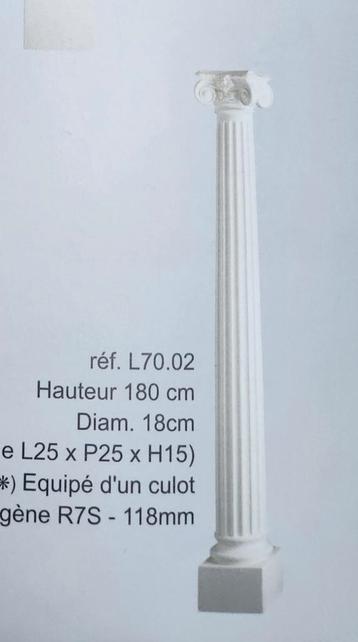 réf. L70.02
Hauteur 180 cm
Diam. 18cm
e L25 x P25 x H15)
*) Equipé d'un culot
gène R7S - 118mm